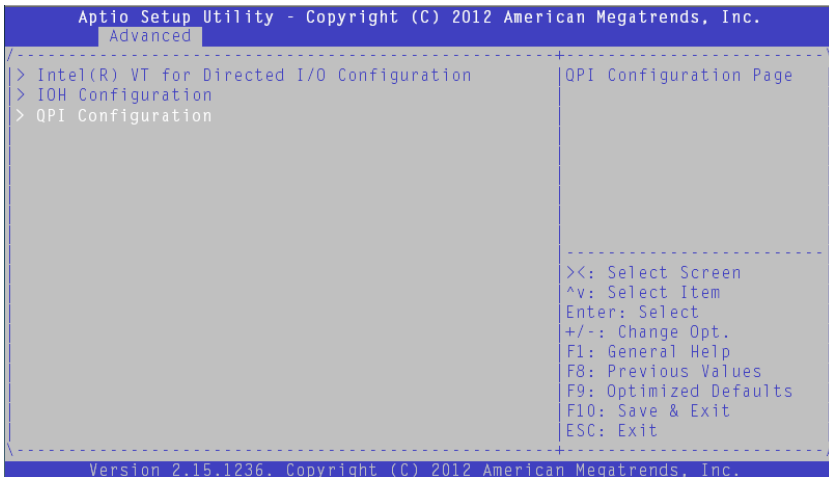 Aptio Setup Utility - Copyright (C) 2012 American Megatrends, Inc.
Advanced
> Intel(R) VT for Directed I/O Configuration
> IOH Configuration
> QPI Configuration
QPI Configuration Page
><: Select Screen
^v: Select Item
Enter: Select
+/-: Change Opt.
F1: General Help
F8: Previous Values
F9: Optimized Defaults
F10: Save & Exit
ESC: Exit
Version 2.15.1236. Copyright (C) 2012 American Megatrends, Inc.